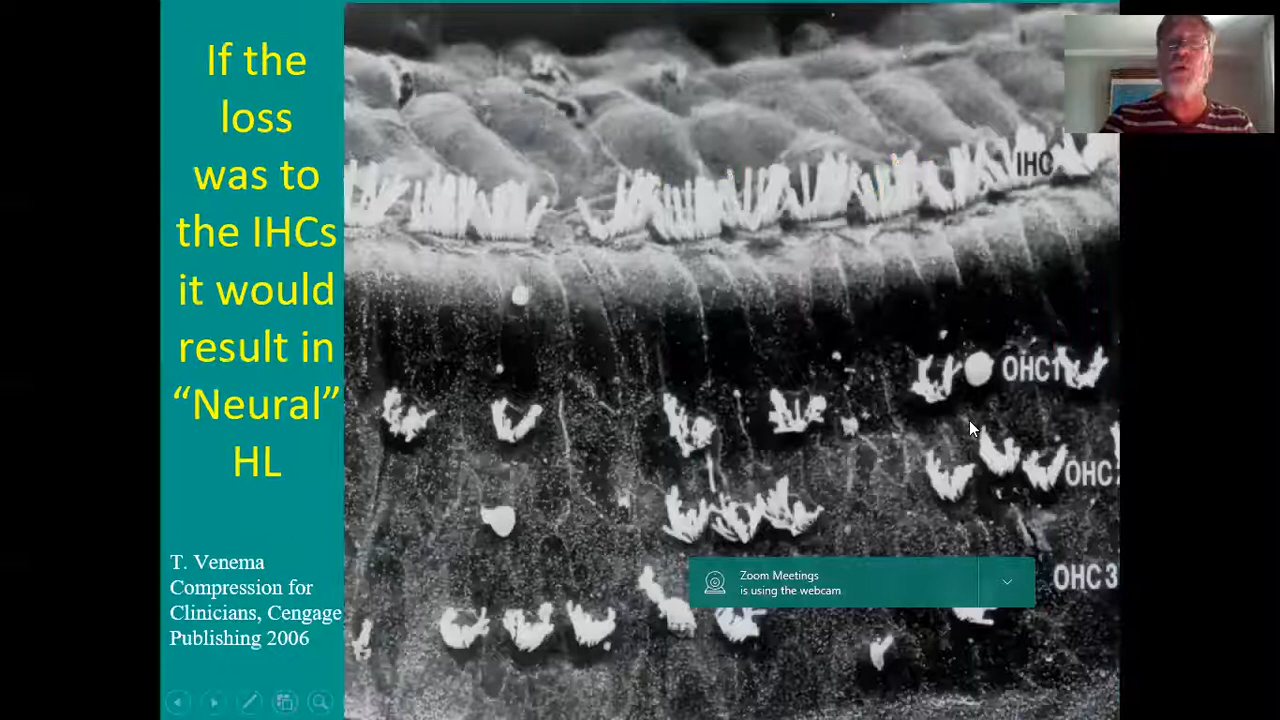 If the
loss
was to
the IHCs
it would
result in
“Neural”
HL
T. Venema
Compression for
Clinicians, Cengage
Publishing 2006
IHC
OHC1
OHC2
OHC 3
Zoom Meetings
is using the webcam